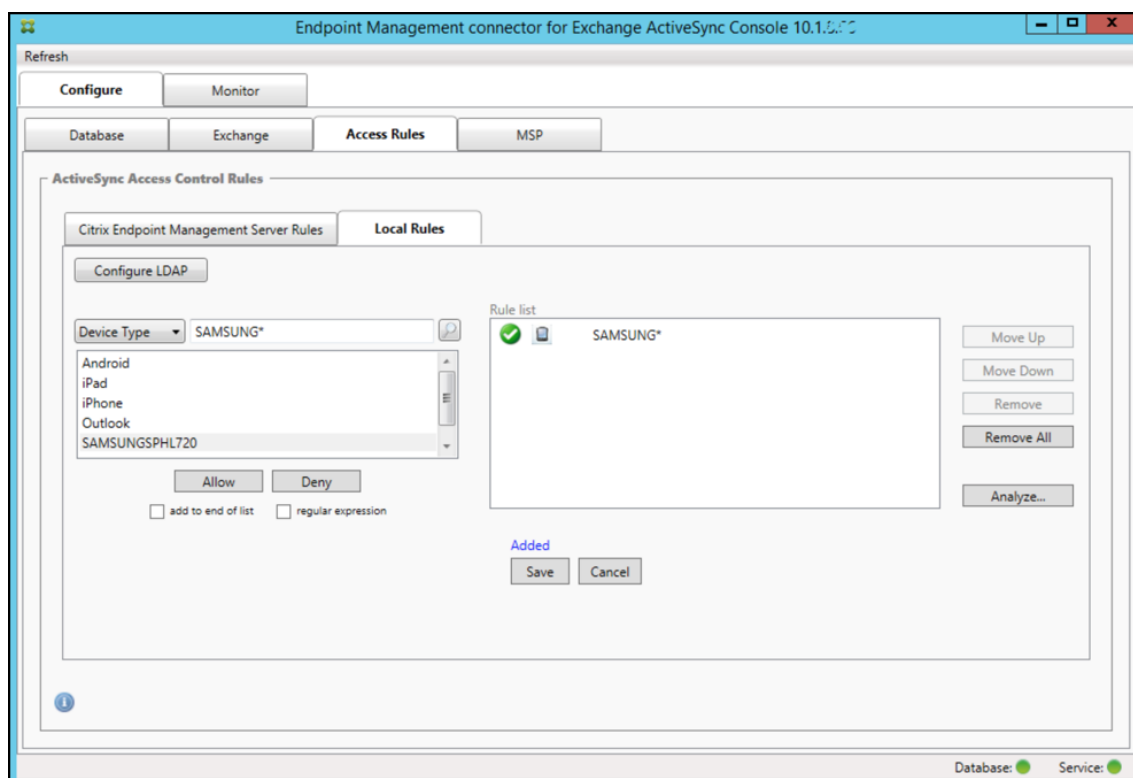 Endpoint Management connector for Exchange ActiveSync Console 10.1.
Refresh
Configure Monitor
Database Exchange Access Rules MSP
ActiveSync Access Control Rules
Citrix Endpoint Management Server Rules Local Rules
Configure LDAP
Rule list
Device Type SAMSUNG* SAMSUNG* Move Up
Android
iPad
iPhone
Outlook
SAMSUNGSPHL720
Move Down
Remove
Remove All
Allow Deny
add to end of list regular expression
Analyze...
Added
Save Cancel
Database: Service: